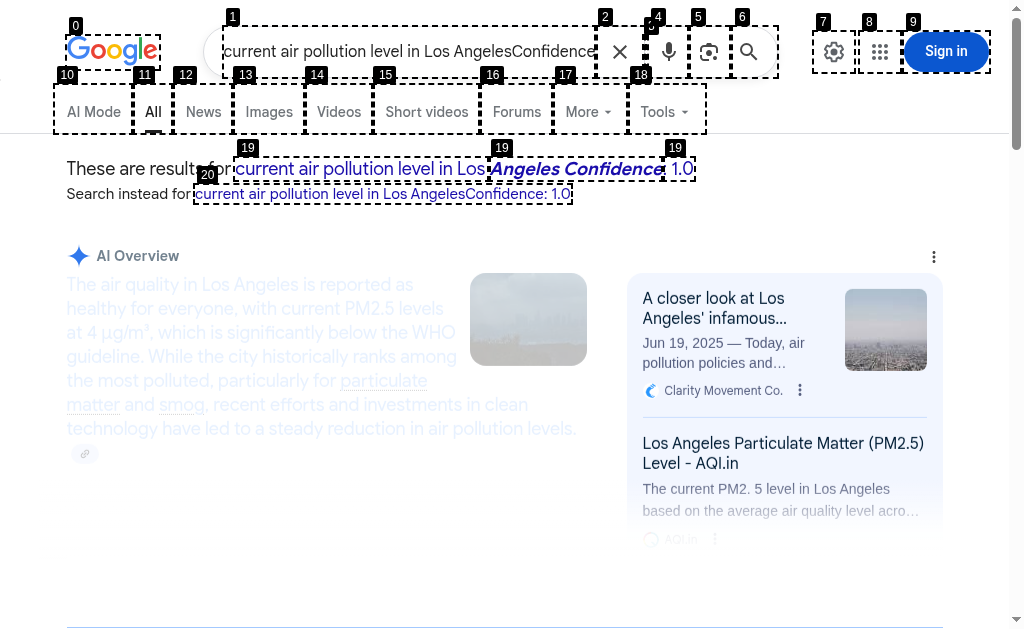 Google
current air pollution level in Los AngelesConfidence
Sign in
AI Mode
All
News
Images
Videos
Short videos
Forums
More
Tools
These are results for current air pollution level in Los Angeles Confidence: 1.0
Search instead for current air pollution level in Los AngelesConfidence: 1.0
AI Overview
The air quality in Los Angeles is reported as
healthy for everyone, with current PM2.5 levels
at 4 µg/m³, which is significantly below the WHO
guideline. While the city historically ranks among
the most polluted, particularly for particulate
matter and smog, recent efforts and investments in clean
technology have led to a steady reduction in air pollution levels.
A closer look at Los
Angeles' infamous...
Jun 19, 2025 — Today, air
pollution policies and…
Clarity Movement Co.
Los Angeles Particulate Matter (PM2.5)
Level - AQI.in
The current PM2. 5 level in Los Angeles
based on the average air quality level acro…
AQI.in
0
1
2
4
5
6
7
8
9
10
11
12
13
14
15
16
17
18
19
19
19
20